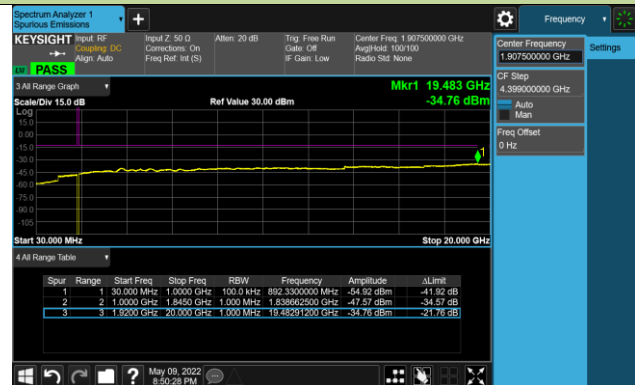 Spectrum Analyzer 1
Spurious Emissions
+
Frequency
KEYSIGHT
Input: RF
Coupling: DC
Align: Auto
Input Z: 50 Ω
Corrections: On
Freq Ref: Int (S)
Atten: 20 dB
Trig: Free Run
Gate: Off
IF Gain: Low
Center Freq: 1.907500000 GHz
Avg|Hold: 100/100
Radio Std: None
PASS
Center Frequency
1.907500000 GHz
Settings
CF Step
4.399000000 GHz
Auto
Man
Freq Offset
0 Hz
3 All Range Graph
Mkr1 19.483 GHz
Scale/Div 15.0 dB
Ref Value 30.00 dBm
-34.76 dBm
Log
15.0
0.00
-15.0
-30.0
-45.0
-60.0
-75.0
-90.0
-105
1
Start 30.000 MHz
Stop 20.000 GHz
4 All Range Table
Spur Range Start Freq Stop Freq RBW Frequency Amplitude ΔLimit
1 1 30.000 MHz 1.0000 GHz 100.0 kHz 892.3300000 MHz -54.92 dBm -41.92 dB
2 2 1.0000 GHz 1.8450 GHz 1.000 MHz 1.838662500 GHz -47.57 dBm -34.57 dB
3 3 1.9200 GHz 20.000 GHz 1.000 MHz 19.48291200 GHz -34.76 dBm -21.76 dB
?
May 09, 2022
8:50:28 PM